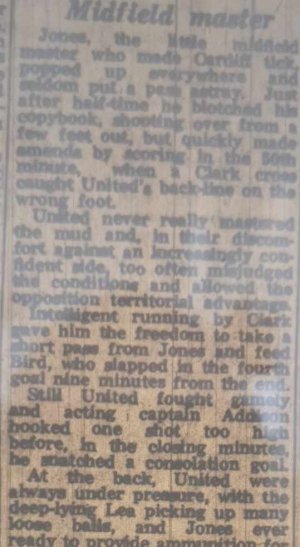 Midfield master
Jones, the little midfield
master who made Cardiff tick,
popped up everywhere and
seldom put a pass astray. Just
after half-time he blotched his
copybook, shooting over from a
few feet out, but quickly made
amends by scoring in the 50th
minute, when a Clark cross
caught United's back-line on the
wrong foot.
United never really mastered
the mud and, in their discom-
fort against an increasingly con-
fident side, too often misjudged
the conditions and allowed the
opposition territorial advantage.
Intelligent running by Clark
gave him the freedom to take a
short pass from Jones and feed
Bird, who slapped in the fourth
goal nine minutes from the end.
Still United fought gamely
and acting captain Addison
hooked one shot too high
before, in the closing minutes,
he snatched a consolation goal.
At the back, United were
always under pressure, with the
deep-lying Lea picking up many
loose balls, and Jones ever
ready to provide ammunition for